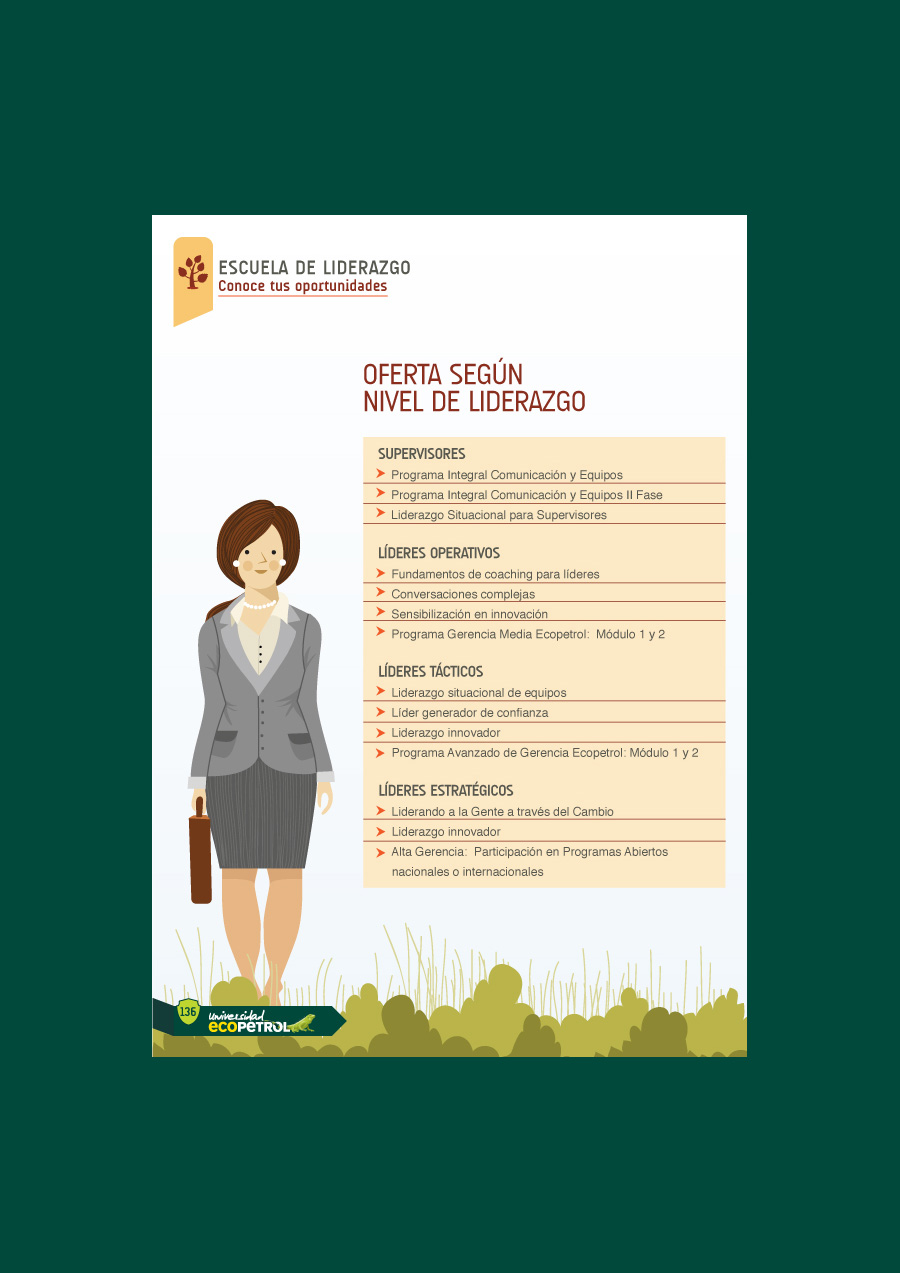 ESCUELA DE LIDERAZGO
Conoce tus oportunidades
OFERTA SEGÚN
NIVEL DE LIDERAZGO
SUPERVISORES
Programa Integral Comunicación y Equipos
Programa Integral Comunicación y Equipos II Fase
Liderazgo Situacional para Supervisores
LÍDERES OPERATIVOS
Fundamentos de coaching para líderes
Conversaciones complejas
Sensibilización en innovación
Programa Gerencia Media Ecopetrol: Módulo 1 y 2
LÍDERES TÁCTICOS
Liderazgo situacional de equipos
Líder generador de confianza
Liderazgo innovador
Programa Avanzado de Gerencia Ecopetrol: Módulo 1 y 2
LÍDERES ESTRATÉGICOS
Liderando a la Gente a través del Cambio
Liderazgo innovador
Alta Gerencia: Participación en Programas Abiertos
nacionales o internacionales
136
universidad
ECOPETROL